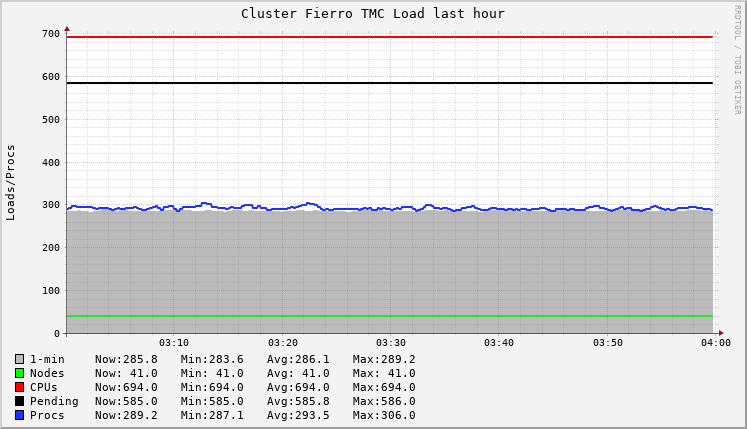 Cluster Fierro TMC Load last hour
RRDTOOL / TOBI OETIKER
Loads/Procs
700
600
500
400
300
200
100
0
03:10 03:20 03:30 03:40 03:50 04:00
1-min Now:285.8 Min:283.6 Avg:286.1 Max:289.2
Nodes Now: 41.0 Min: 41.0 Avg: 41.0 Max: 41.0
CPUs Now:694.0 Min:694.0 Avg:694.0 Max:694.0
Pending Now:585.0 Min:585.0 Avg:585.8 Max:586.0
Procs Now:289.2 Min:287.1 Avg:293.5 Max:306.0